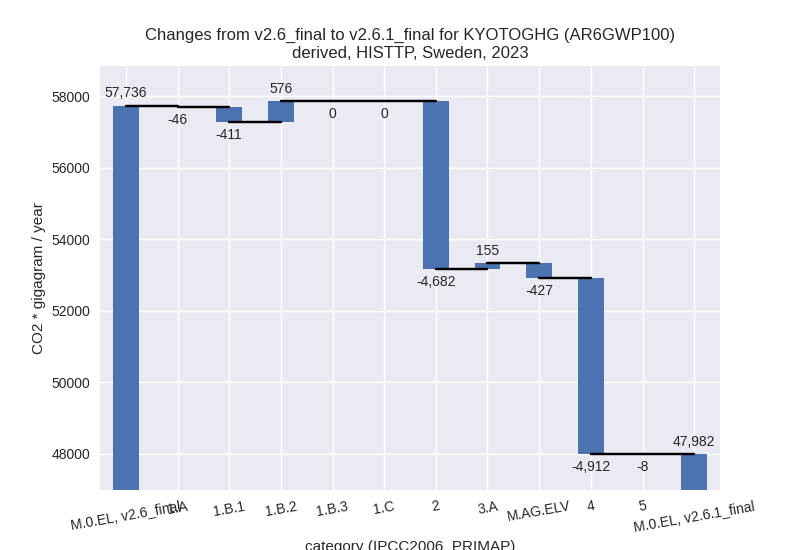 Changes from v2.6_final to v2.6.1_final for KYOTOGHG (AR6GWP100)
derived, HISTTP, Sweden, 2023
CO2 * gigagram / year
58000
56000
54000
52000
50000
48000
57,736
-46
-411
576
0
0
-4,682
155
-427
-4,912
-8
47,982
M.0.EL, v2.6_final
1.A
1.B.1
1.B.2
1.B.3
1.C
2
3.A
M.AG.ELV
4
5
M.0.EL, v2.6.1_final
category (IPCC2006_PRIMAP)